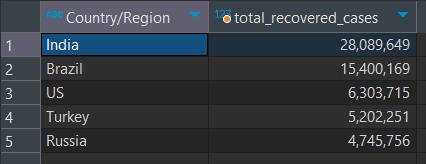 Country/Region 123 total_recovered_cases
1 India 28,089,649
2 Brazil 15,400,169
3 US 6,303,715
4 Turkey 5,202,251
5 Russia 4,745,756